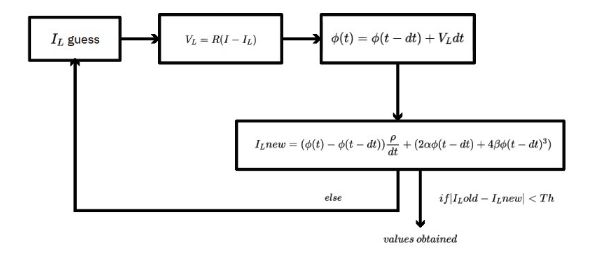 I_L guess
V_L = R(I − I_L)
ϕ(t) = ϕ(t − dt) + V_L dt
I_L new = (ϕ(t) − ϕ(t − dt)) ρ/dt + (2αϕ(t − dt) + 4βϕ(t − dt)³)
else
if|I_L old − I_L new| < Th
values obtained